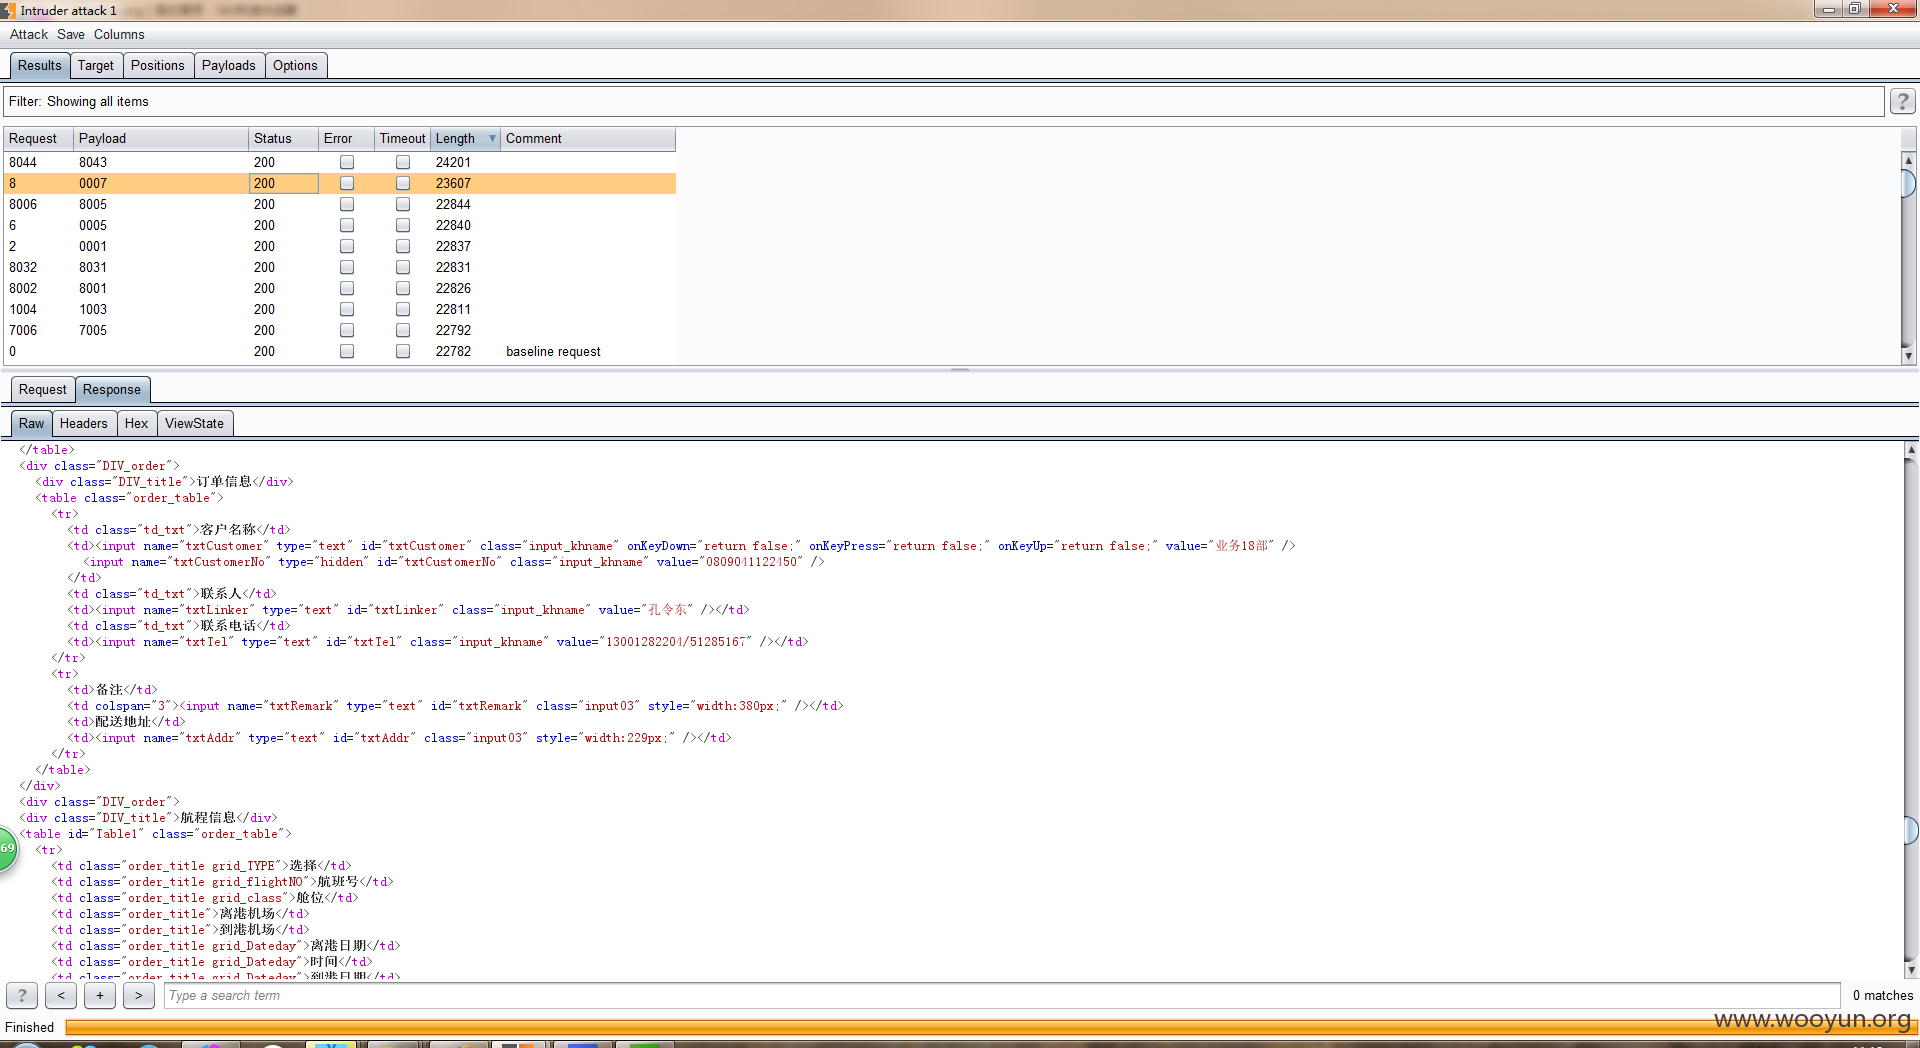 Intruder attack 1
Attack Save Columns
Results Target Positions Payloads Options
Filter: Showing all items ?
Request Payload Status Error Timeout Length Comment
8044 8043 200 24201
8 0007 200 23607
8006 8005 200 22844
6 0005 200 22840
2 0001 200 22837
8032 8031 200 22831
8002 8001 200 22826
1004 1003 200 22811
7006 7005 200 22792
0 200 22782 baseline request
Request Response
Raw Headers Hex ViewState
</table>
<div class="DIV_order">
<div class="DIV_title">订单信息</div>
<table class="order_table">
<tr>
<td class="td_txt">客户名称</td>
<td><input name="txtCustomer" type="text" id="txtCustomer" class="input_khname" onKeyDown="return false;" onKeyPress="return false;" onKeyUp="return false;" value="业务18部" />
<input name="txtCustomerNo" type="hidden" id="txtCustomerNo" class="input_khname" value="0809041122450" />
</td>
<td class="td_txt">联系人</td>
<td><input name="txtLinker" type="text" id="txtLinker" class="input_khname" value="孔令东" /></td>
<td class="td_txt">联系电话</td>
<td><input name="txtTel" type="text" id="txtTel" class="input_khname" value="13001282204/51285167" /></td>
</tr>
<tr>
<td>备注</td>
<td colspan="3"><input name="txtRemark" type="text" id="txtRemark" class="input03" style="width:380px;" /></td>
<td>配送地址</td>
<td><input name="txtAddr" type="text" id="txtAddr" class="input03" style="width:229px;" /></td>
</tr>
</table>
</div>
<div class="DIV_order">
<div class="DIV_title">航程信息</div>
<table id="Table1" class="order_table">
<tr>
<td class="order_title grid_TYPE">选择</td>
<td class="order_title grid_flightNO">航班号</td>
<td class="order_title grid_class">舱位</td>
<td class="order_title">离港机场</td>
<td class="order_title">到港机场</td>
<td class="order_title grid_Dateday">离港日期</td>
<td class="order_title grid_Dateday">时间</td>
<td class="order_title grid_Dateday">到港日期</td>
69
? < + > Type a search term 0 matches
Finished
www.wooyun.org